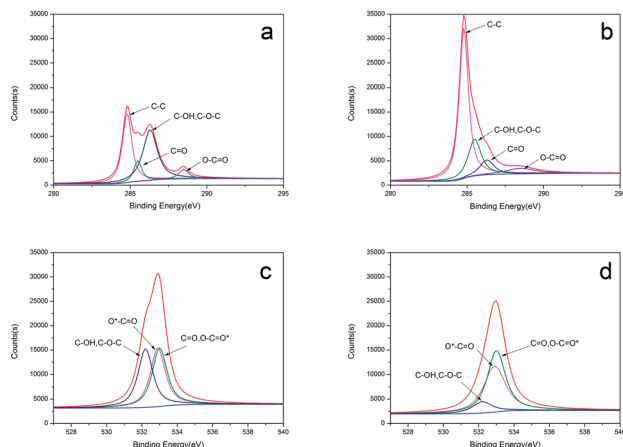 a
Counts(s)
35000
30000
25000
20000
15000
10000
5000
0
C-C
C-OH,C-O-C
C=O
O-C=O
280
285
290
295
Binding Energy(eV)
b
Counts(s)
35000
30000
25000
20000
15000
10000
5000
0
C-C
C-OH,C-O-C
C=O
O-C=O
280
285
290
295
Binding Energy(eV)
c
Counts(s)
35000
30000
25000
20000
15000
10000
5000
0
O*-C=O
C-OH,C-O-C
C=O,O-C=O*
528
530
532
534
536
538
540
Binding Energy(eV)
d
Counts(s)
35000
30000
25000
20000
15000
10000
5000
0
O*-C=O
C=O,O-C=O*
C-OH,C-O-C
528
530
532
534
536
538
540
Binding Energy(eV)